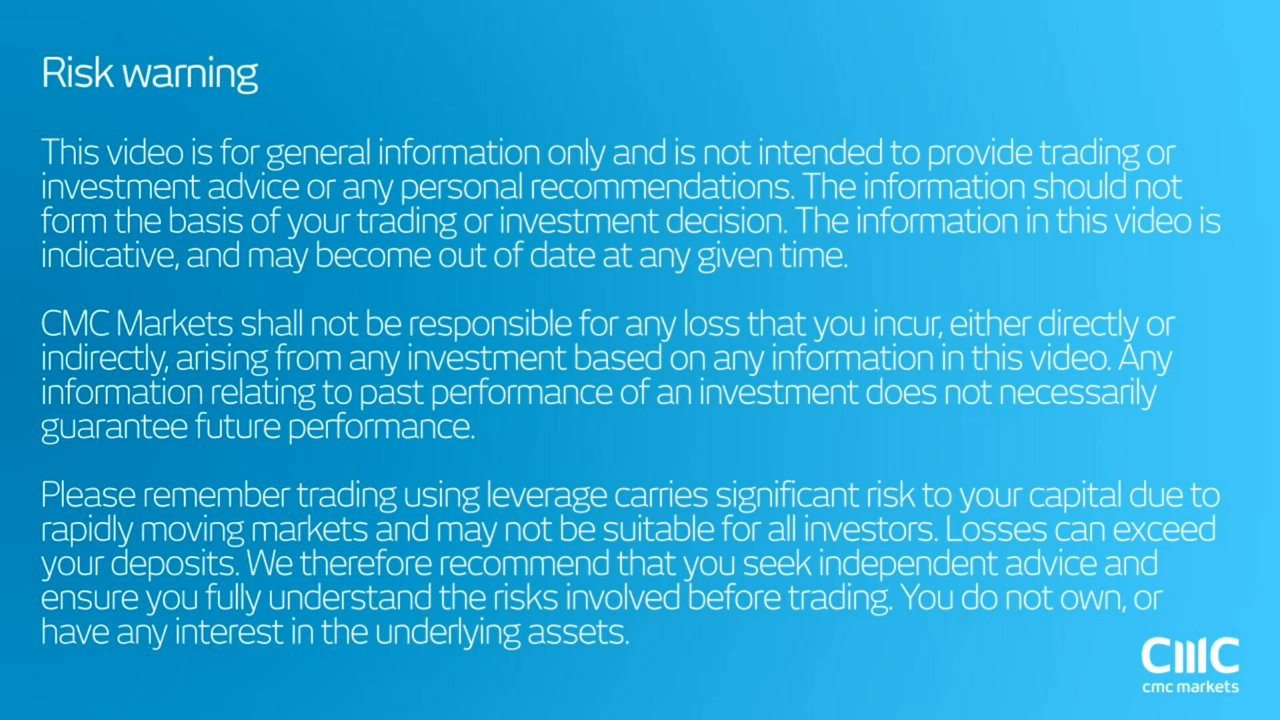 Risk warning
This video is for general information only and is not intended to provide trading or
investment advice or any personal recommendations. The information should not
form the basis of your trading or investment decision. The information in this video is
indicative, and may become out of date at any given time.
CMC Markets shall not be responsible for any loss that you incur, either directly or
indirectly, arising from any investment based on any information in this video. Any
information relating to past performance of an investment does not necessarily
guarantee future performance.
Please remember trading using leverage carries significant risk to your capital due to
rapidly moving markets and may not be suitable for all investors. Losses can exceed
your deposits. We therefore recommend that you seek independent advice and
ensure you fully understand the risks involved before trading. You do not own, or
have any interest in the underlying assets.
CMC
cmc markets